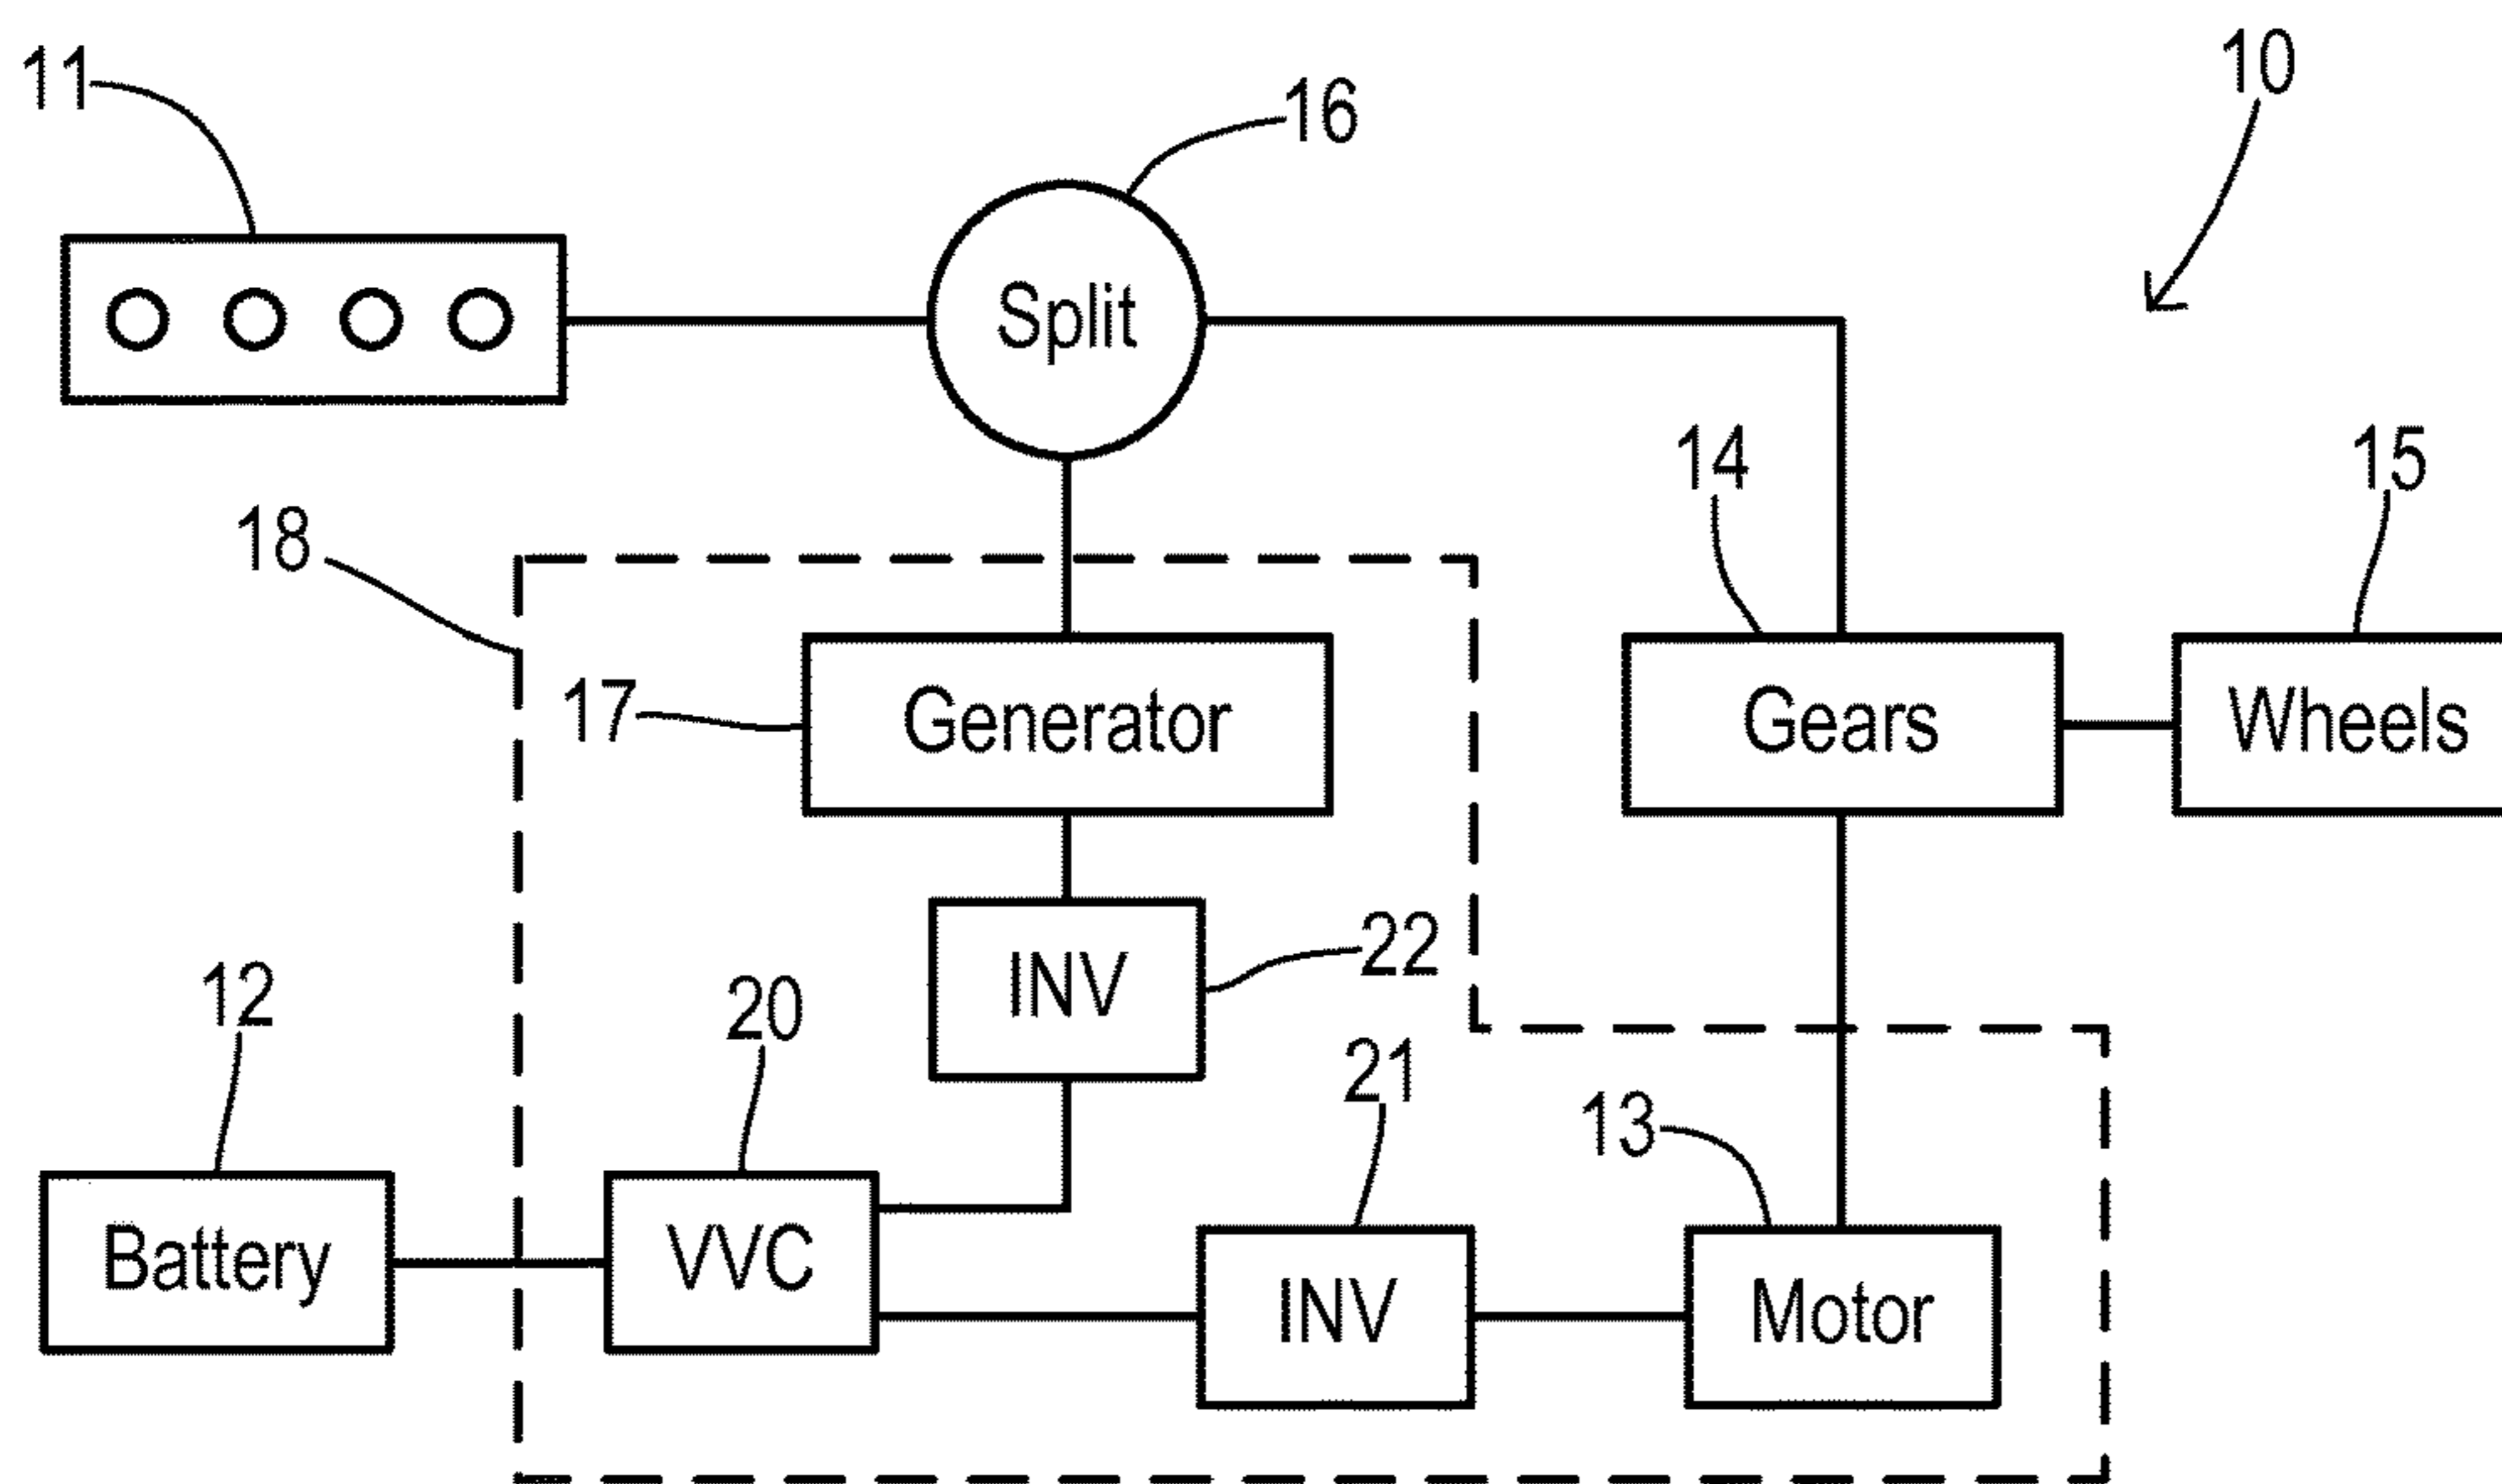 11
16
10
Split
14
15
18
17
Generator
Gears
Wheels
22
INV
12
20
21
13
Battery
VVC
INV
Motor